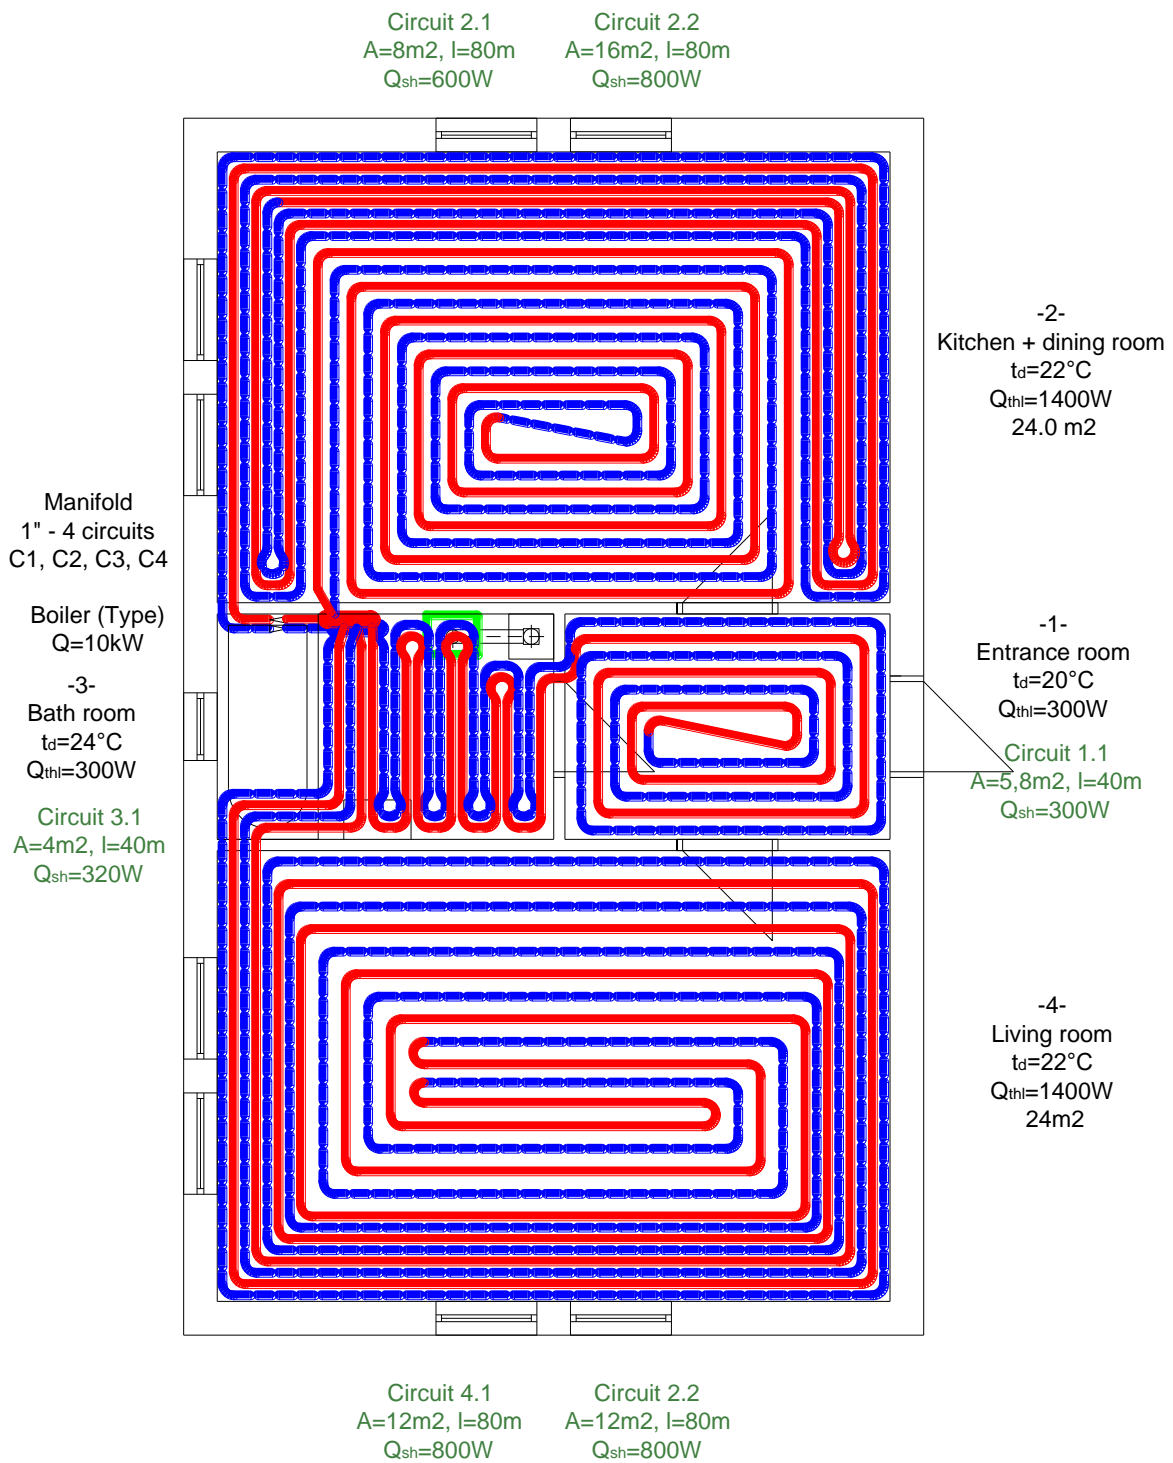 Circuit 2.1
A=8m2, l=80m
Qsh=600W
Circuit 2.2
A=16m2, l=80m
Qsh=800W
-2-
Kitchen + dining room
td=22°C
Qthl=1400W
24.0 m2
Manifold
1" - 4 circuits
C1, C2, C3, C4
Boiler (Type)
Q=10kW
-3-
Bath room
td=24°C
Qthl=300W
Circuit 3.1
A=4m2, l=40m
Qsh=320W
-1-
Entrance room
td=20°C
Qthl=300W
Circuit 1.1
A=5,8m2, l=40m
Qsh=300W
-4-
Living room
td=22°C
Qthl=1400W
24m2
Circuit 4.1
A=12m2, l=80m
Qsh=800W
Circuit 2.2
A=12m2, l=80m
Qsh=800W